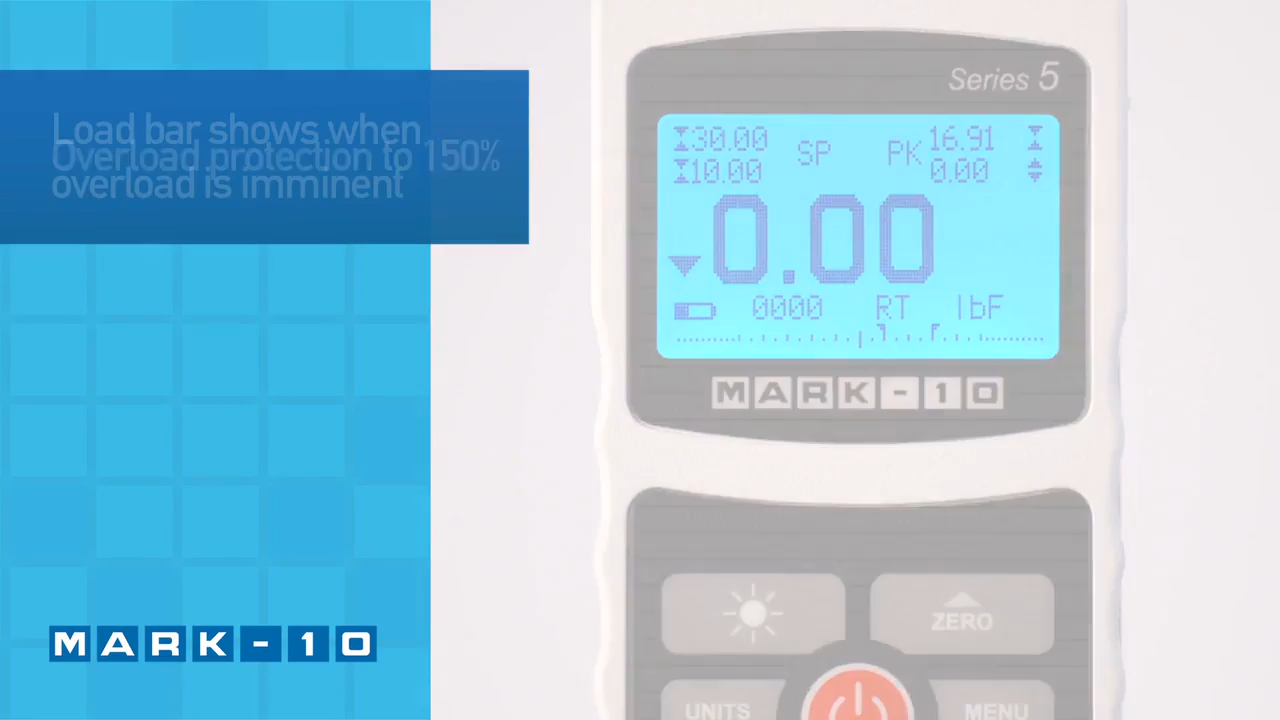 Load bar shows when
overload is imminent
Overload protection to 150%
MARK-10
Series 5
30.00 SP PK 16.91
10.00 0.00
0.00
0000 RT lbF
MARK-10
ZERO
UNITS
MENU